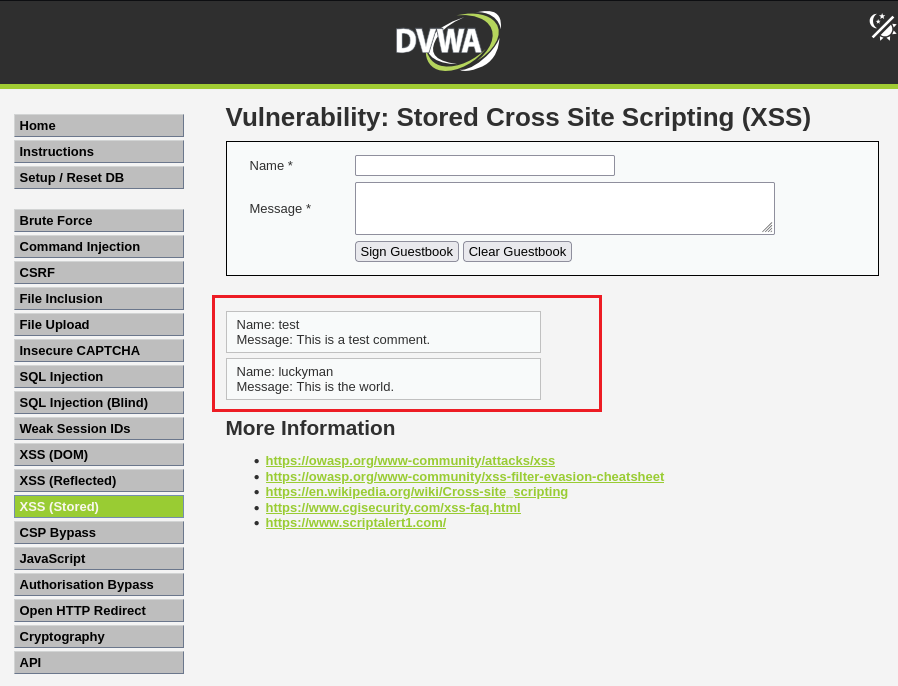 DVWA
Vulnerability: Stored Cross Site Scripting (XSS)
Home
Instructions
Setup / Reset DB
Brute Force
Command Injection
CSRF
File Inclusion
File Upload
Insecure CAPTCHA
SQL Injection
SQL Injection (Blind)
Weak Session IDs
XSS (DOM)
XSS (Reflected)
XSS (Stored)
CSP Bypass
JavaScript
Authorisation Bypass
Open HTTP Redirect
Cryptography
API
Name *
Message *
Sign Guestbook Clear Guestbook
Name: test
Message: This is a test comment.
Name: luckyman
Message: This is the world.
More Information
https://owasp.org/www-community/attacks/xss
https://owasp.org/www-community/xss-filter-evasion-cheatsheet
https://en.wikipedia.org/wiki/Cross-site_scripting
https://www.cgisecurity.com/xss-faq.html
https://www.scriptalert1.com/